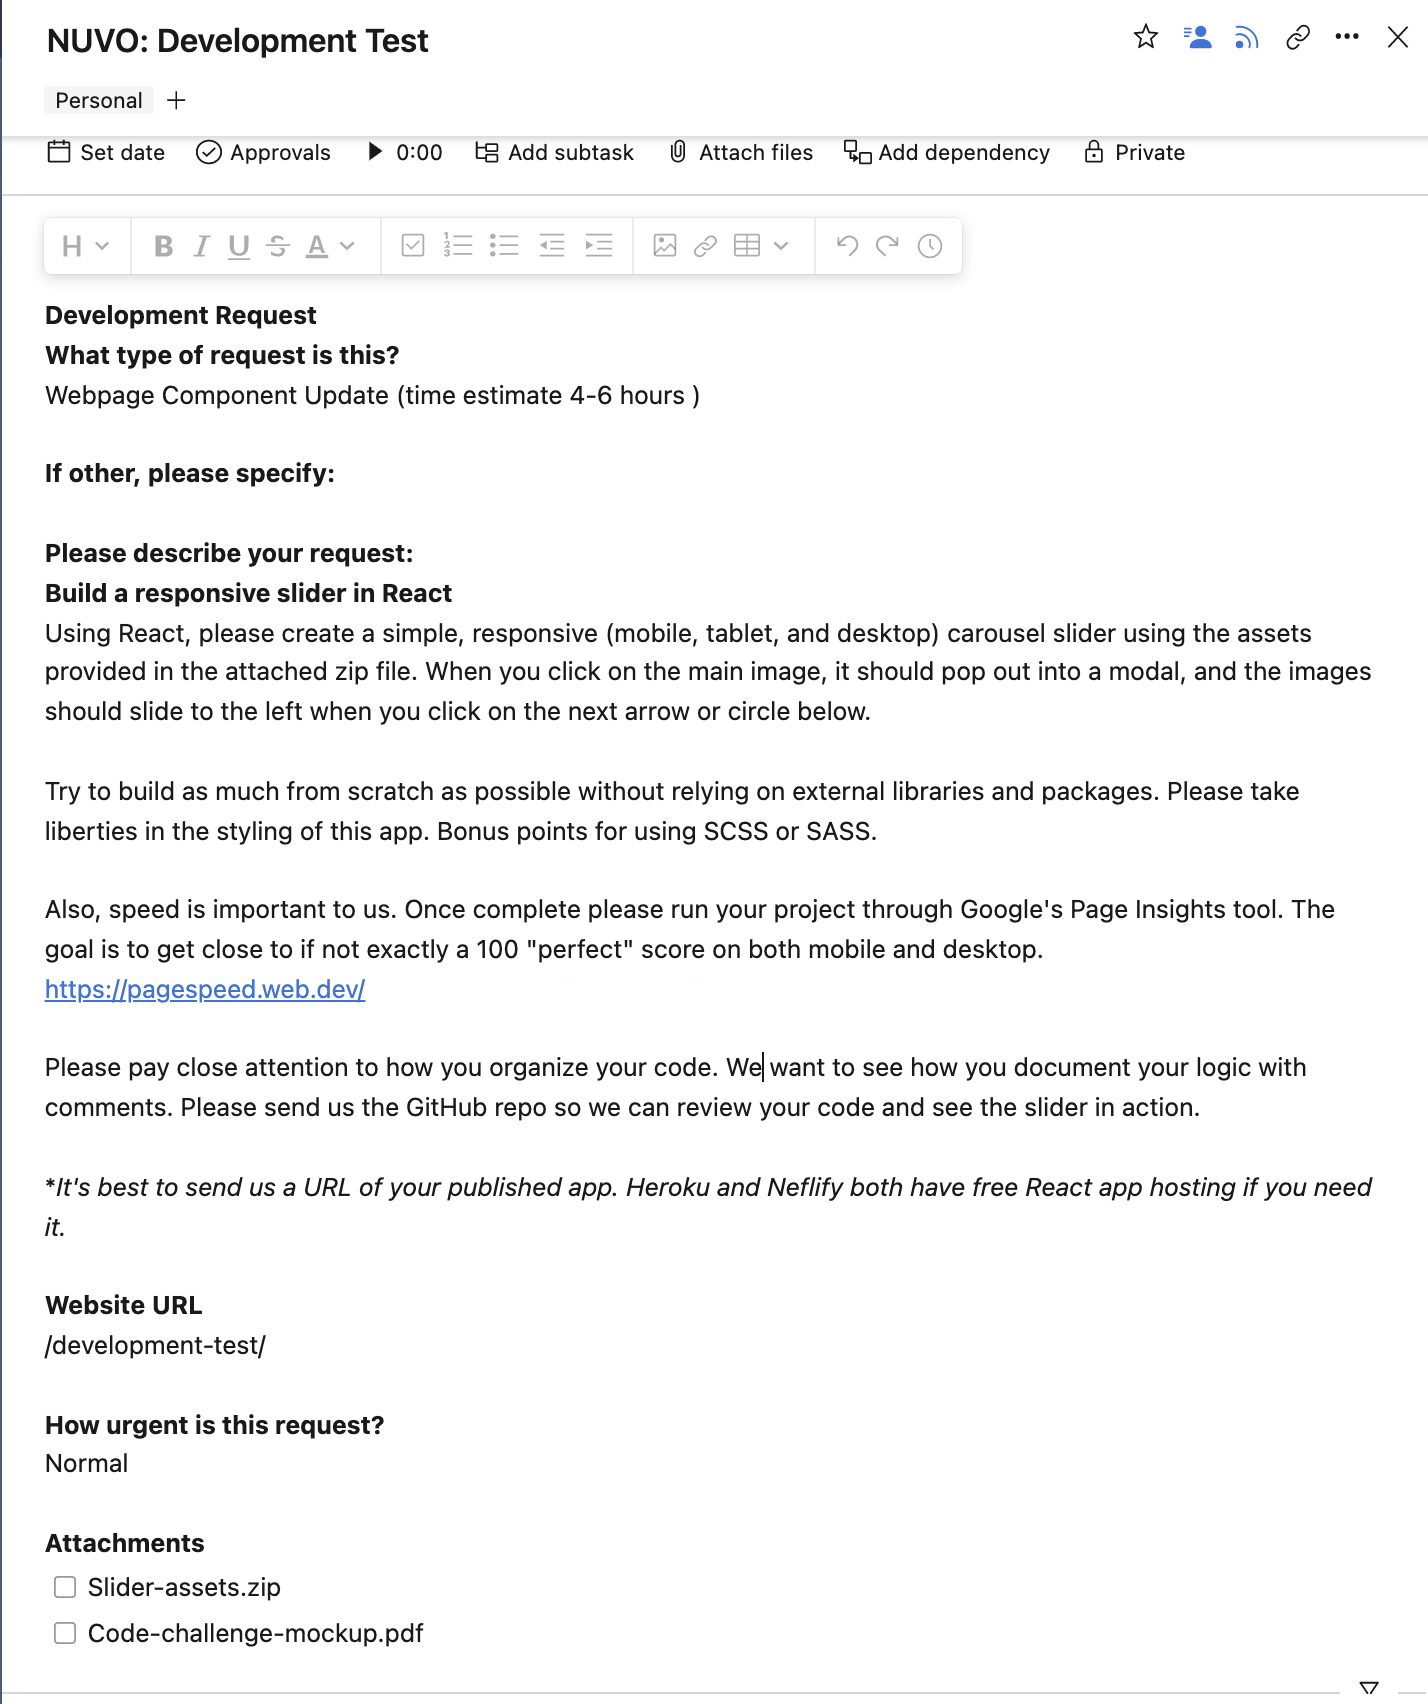 NUVO: Development Test
Personal
Set date Approvals 0:00 Add subtask Attach files Add dependency Private
H B I U S A
Development Request
What type of request is this?
Webpage Component Update (time estimate 4-6 hours )
If other, please specify:
Please describe your request:
Build a responsive slider in React
Using React, please create a simple, responsive (mobile, tablet, and desktop) carousel slider using the assets
provided in the attached zip file. When you click on the main image, it should pop out into a modal, and the images
should slide to the left when you click on the next arrow or circle below.
Try to build as much from scratch as possible without relying on external libraries and packages. Please take
liberties in the styling of this app. Bonus points for using SCSS or SASS.
Also, speed is important to us. Once complete please run your project through Google's Page Insights tool. The
goal is to get close to if not exactly a 100 "perfect" score on both mobile and desktop.
https://pagespeed.web.dev/
Please pay close attention to how you organize your code. We want to see how you document your logic with
comments. Please send us the GitHub repo so we can review your code and see the slider in action.
*It's best to send us a URL of your published app. Heroku and Neflify both have free React app hosting if you need
it.
Website URL
/development-test/
How urgent is this request?
Normal
Attachments
Slider-assets.zip
Code-challenge-mockup.pdf